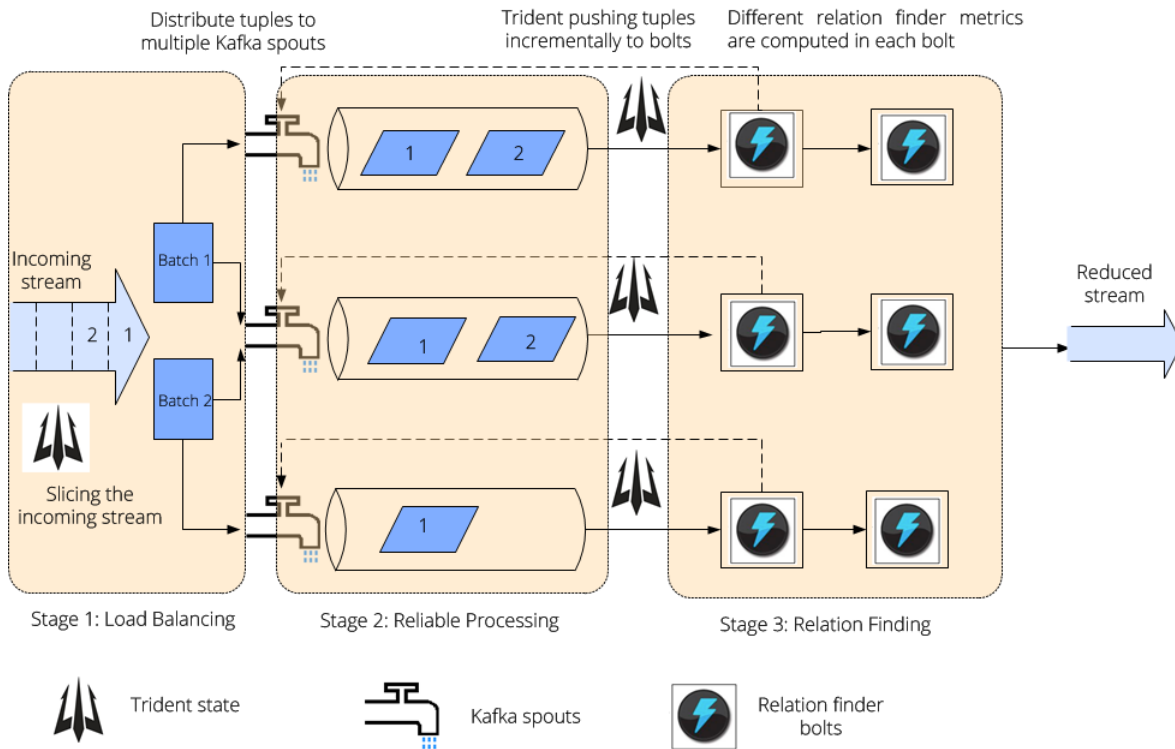 Distribute tuples to
multiple Kafka spouts
Trident pushing tuples
incrementally to bolts
Different relation finder metrics
are computed in each bolt
1
2
Incoming
stream
Batch 1
2
1
1
2
Reduced
stream
Batch 2
Slicing the
incoming stream
1
Stage 1: Load Balancing
Stage 2: Reliable Processing
Stage 3: Relation Finding
Trident state
Kafka spouts
Relation finder
bolts